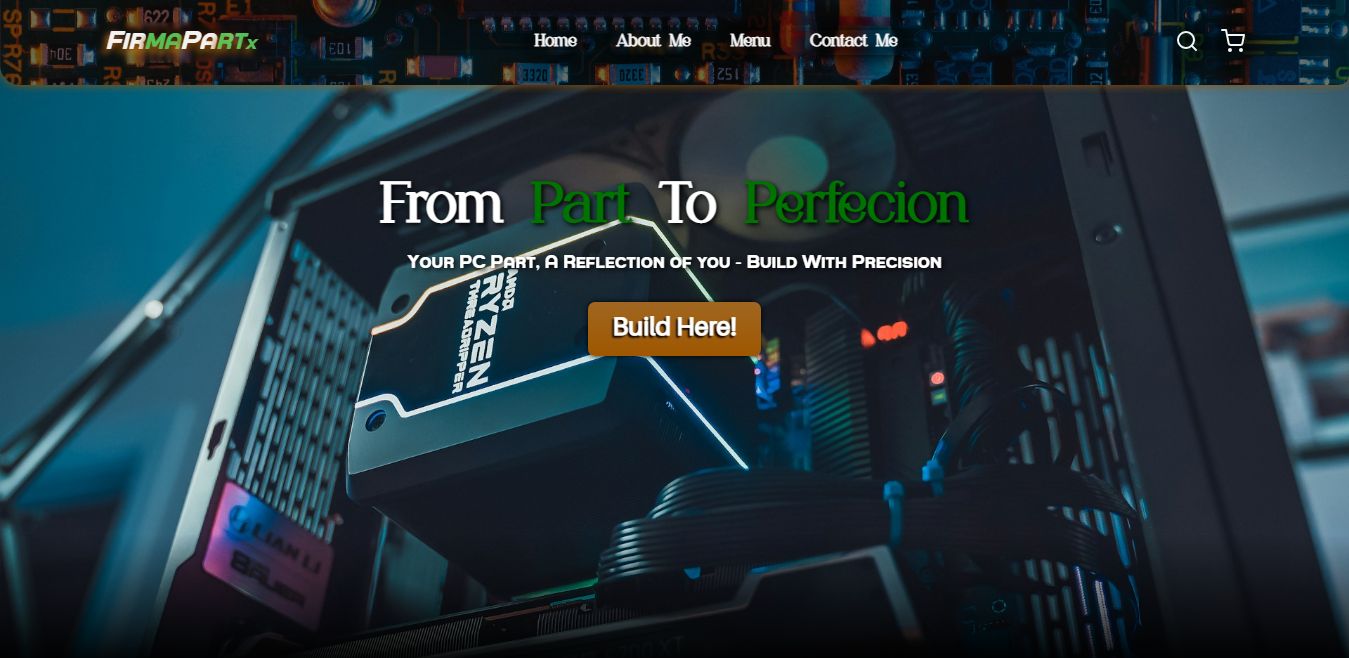 FIRMAPARTx
Home About Me Menu Contact Me
From Part To Perfecion
Your PC Part, A Reflection of you - Build With Precision
Build Here!
AMD
RYZEN
THREADRIPPER
LIAN LI